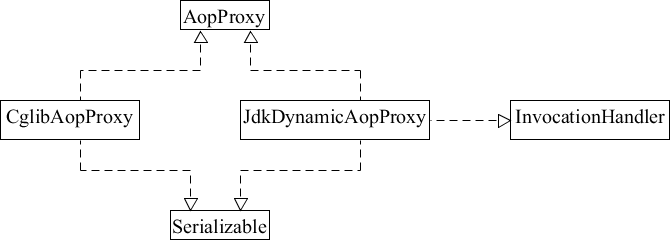 AopProxy
CglibAopProxy
JdkDynamicAopProxy
InvocationHandler
Serializable